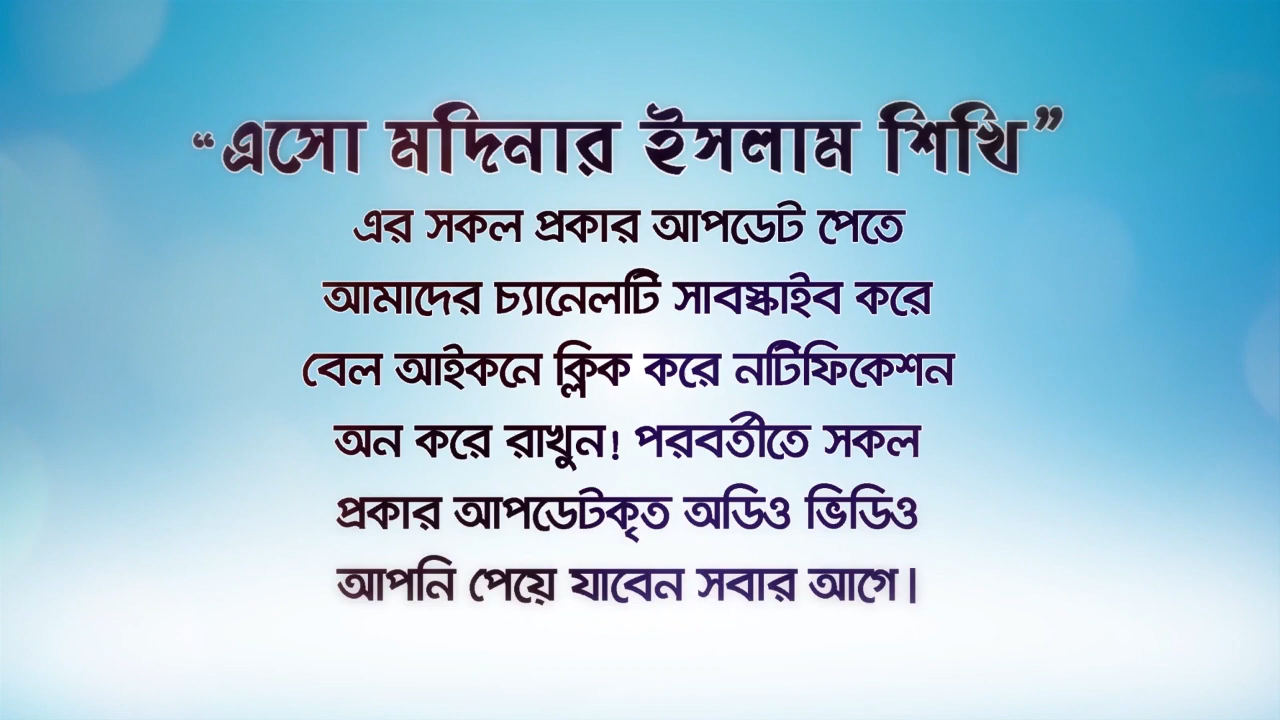 “এসো মদিনার ইসলাম শিখি”
এর সকল প্রকার আপডেট পেতে
আমাদের চ্যানেলটি সাবস্কাইব করে
বেল আইকনে ক্লিক করে নটিফিকেশন
অন করে রাখুন! পরবর্তীতে সকল
প্রকার আপডেটকৃত অডিও ভিডিও
আপনি পেয়ে যাবেন সবার আগে।